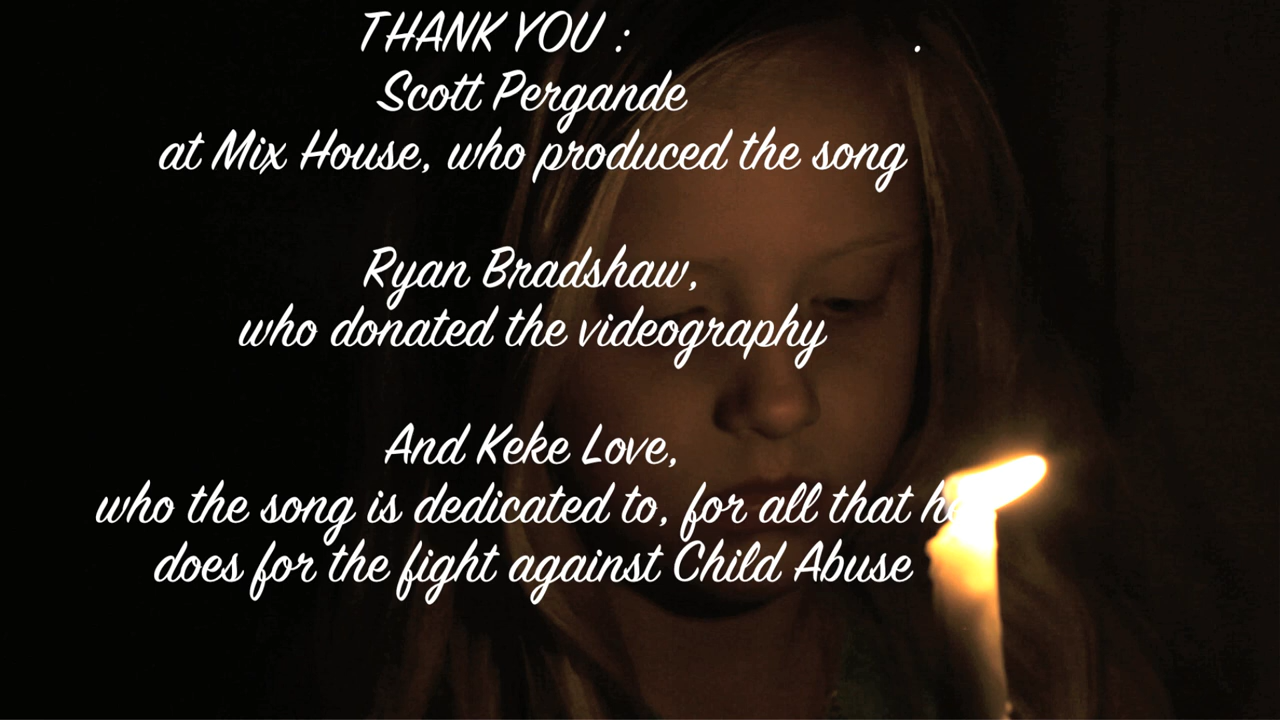 THANK YOU : .
Scott Pergande
at Mix House, who produced the song
Ryan Bradshaw,
who donated the videography
And Keke Love,
who the song is dedicated to, for all that he
does for the fight against Child Abuse